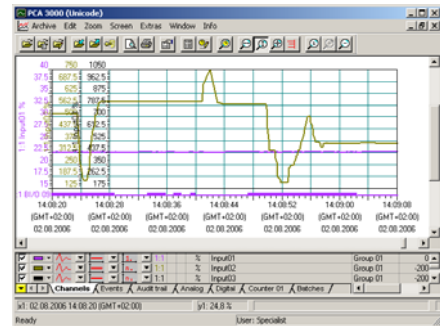 PCA 3000 (Unicode)
Archive Edit Zoom Screen Extras Window Info
40 750 1050
37.5 687.5 962.5
35 625 875
32.5 562.5 787.5
30
27.5 437. 612.5
25 375 525
22.5 312. 437.5
20 250 350
17.5 187.5 262.5
15 125 175
1:1 Input01 %
14:08:20 14:08:28 14:08:36 14:08:44 14:08:52 14:09:00 14:09:08
(GMT+02:00) (GMT+02:00) (GMT+02:00) (GMT+02:00) (GMT+02:00) (GMT+02:00) (GMT+02:00)
02.08.2006 02.08.2006 02.08.2006 02.08.2006 02.08.2006 02.08.2006 02.08.2006
1:1 % Input01 Group 01 0
1:1 % Input02 Group 01 -200
1:1 % Input03 Group 01 -200
Channels Events Audit trail Analog Digital Counter 01 Batches
x1: 02.08.2006 14:08:20 (GMT+02:00) y1: 24,8 %
Ready User: Specialist